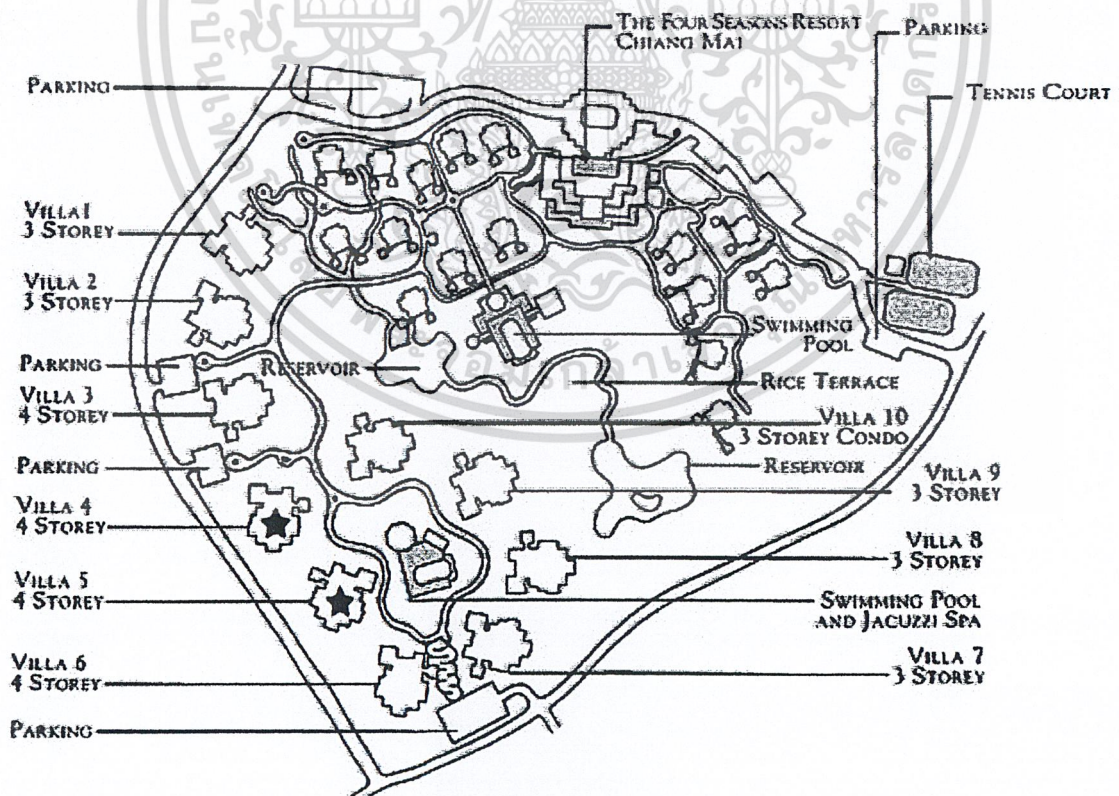 THE FOUR SEASONS RESORT
CHIANG MAI
PARKING
PARKING
TENNIS COURT
VILLA 1
3 STOREY
VILLA 2
3 STOREY
PARKING
VILLA 3
4 STOREY
PARKING
VILLA 4
4 STOREY
VILLA 5
4 STOREY
VILLA 6
4 STOREY
PARKING
RESERVOIR
SWIMMING
POOL
RICE TERRACE
VILLA 10
3 STOREY CONDO
RESERVOIR
VILLA 9
3 STOREY
VILLA 8
3 STOREY
SWIMMING POOL
AND JACUZZI SPA
VILLA 7
3 STOREY